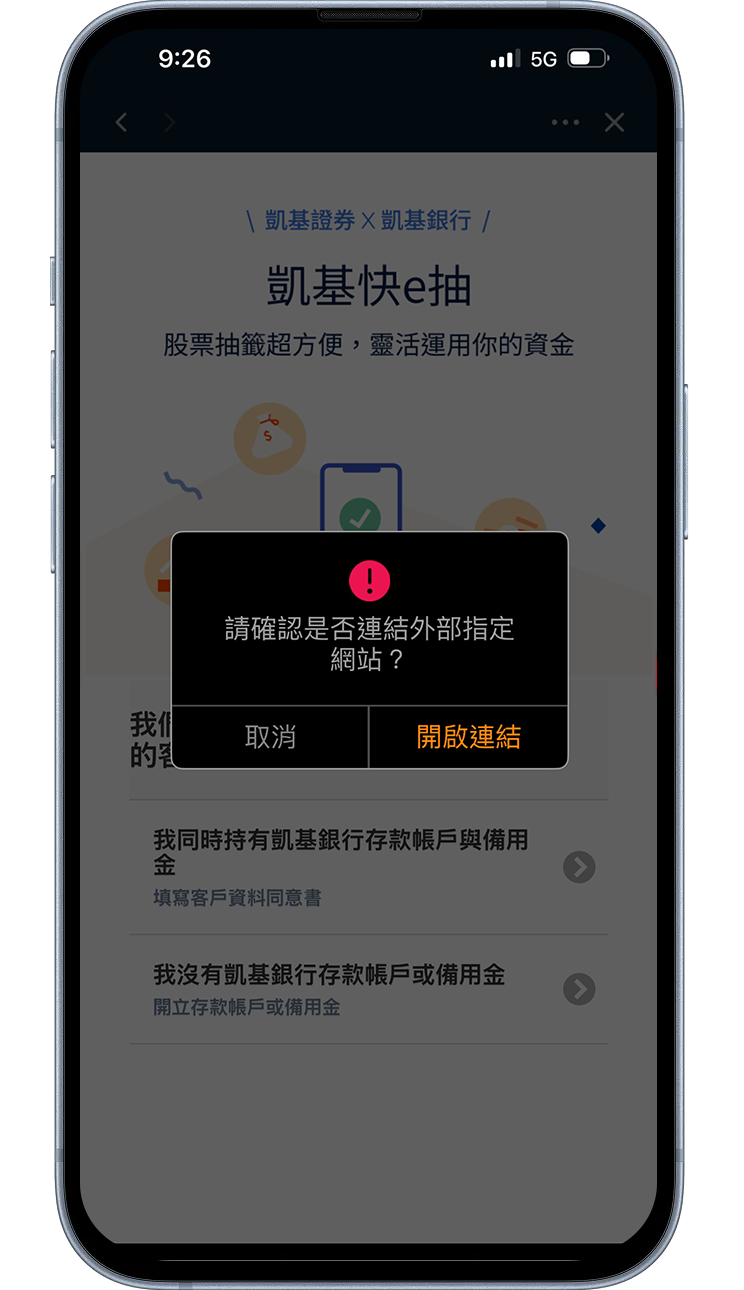 9:26
5G
\ 凱基證券 X 凱基銀行 /
凱基快e抽
股票抽籤超方便，靈活運用你的資金
$
請確認是否連結外部指定
網站？
取消
開啟連結
我們
的客
我同時持有凱基銀行存款帳戶與備用
金
填寫客戶資料同意書
我沒有凱基銀行存款帳戶或備用金
開立存款帳戶或備用金